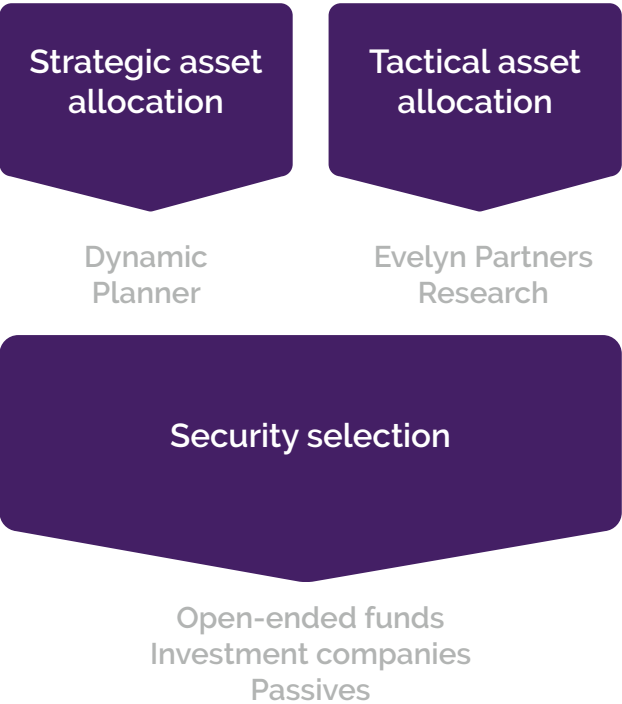 Strategic asset
allocation
Tactical asset
allocation
Dynamic
Planner
Evelyn Partners
Research
Security selection
Open-ended funds
Investment companies
Passives